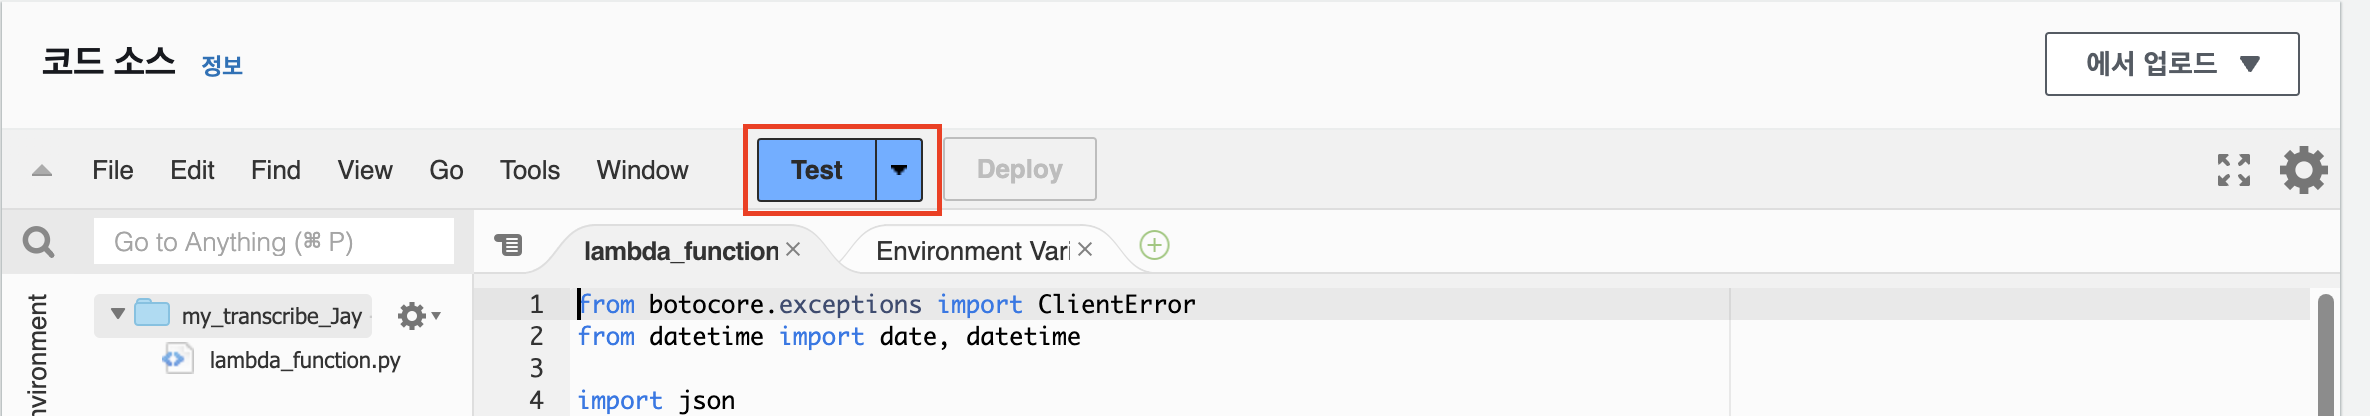 코드 소스 정보
에서 업로드
File Edit Find View Go Tools Window Test Deploy
Go to Anything (⌘ P)
lambda_function Environment Vari
my_transcribe_Jay
lambda_function.py
1 from botocore.exceptions import ClientError
2 from datetime import date, datetime
3
4 import json